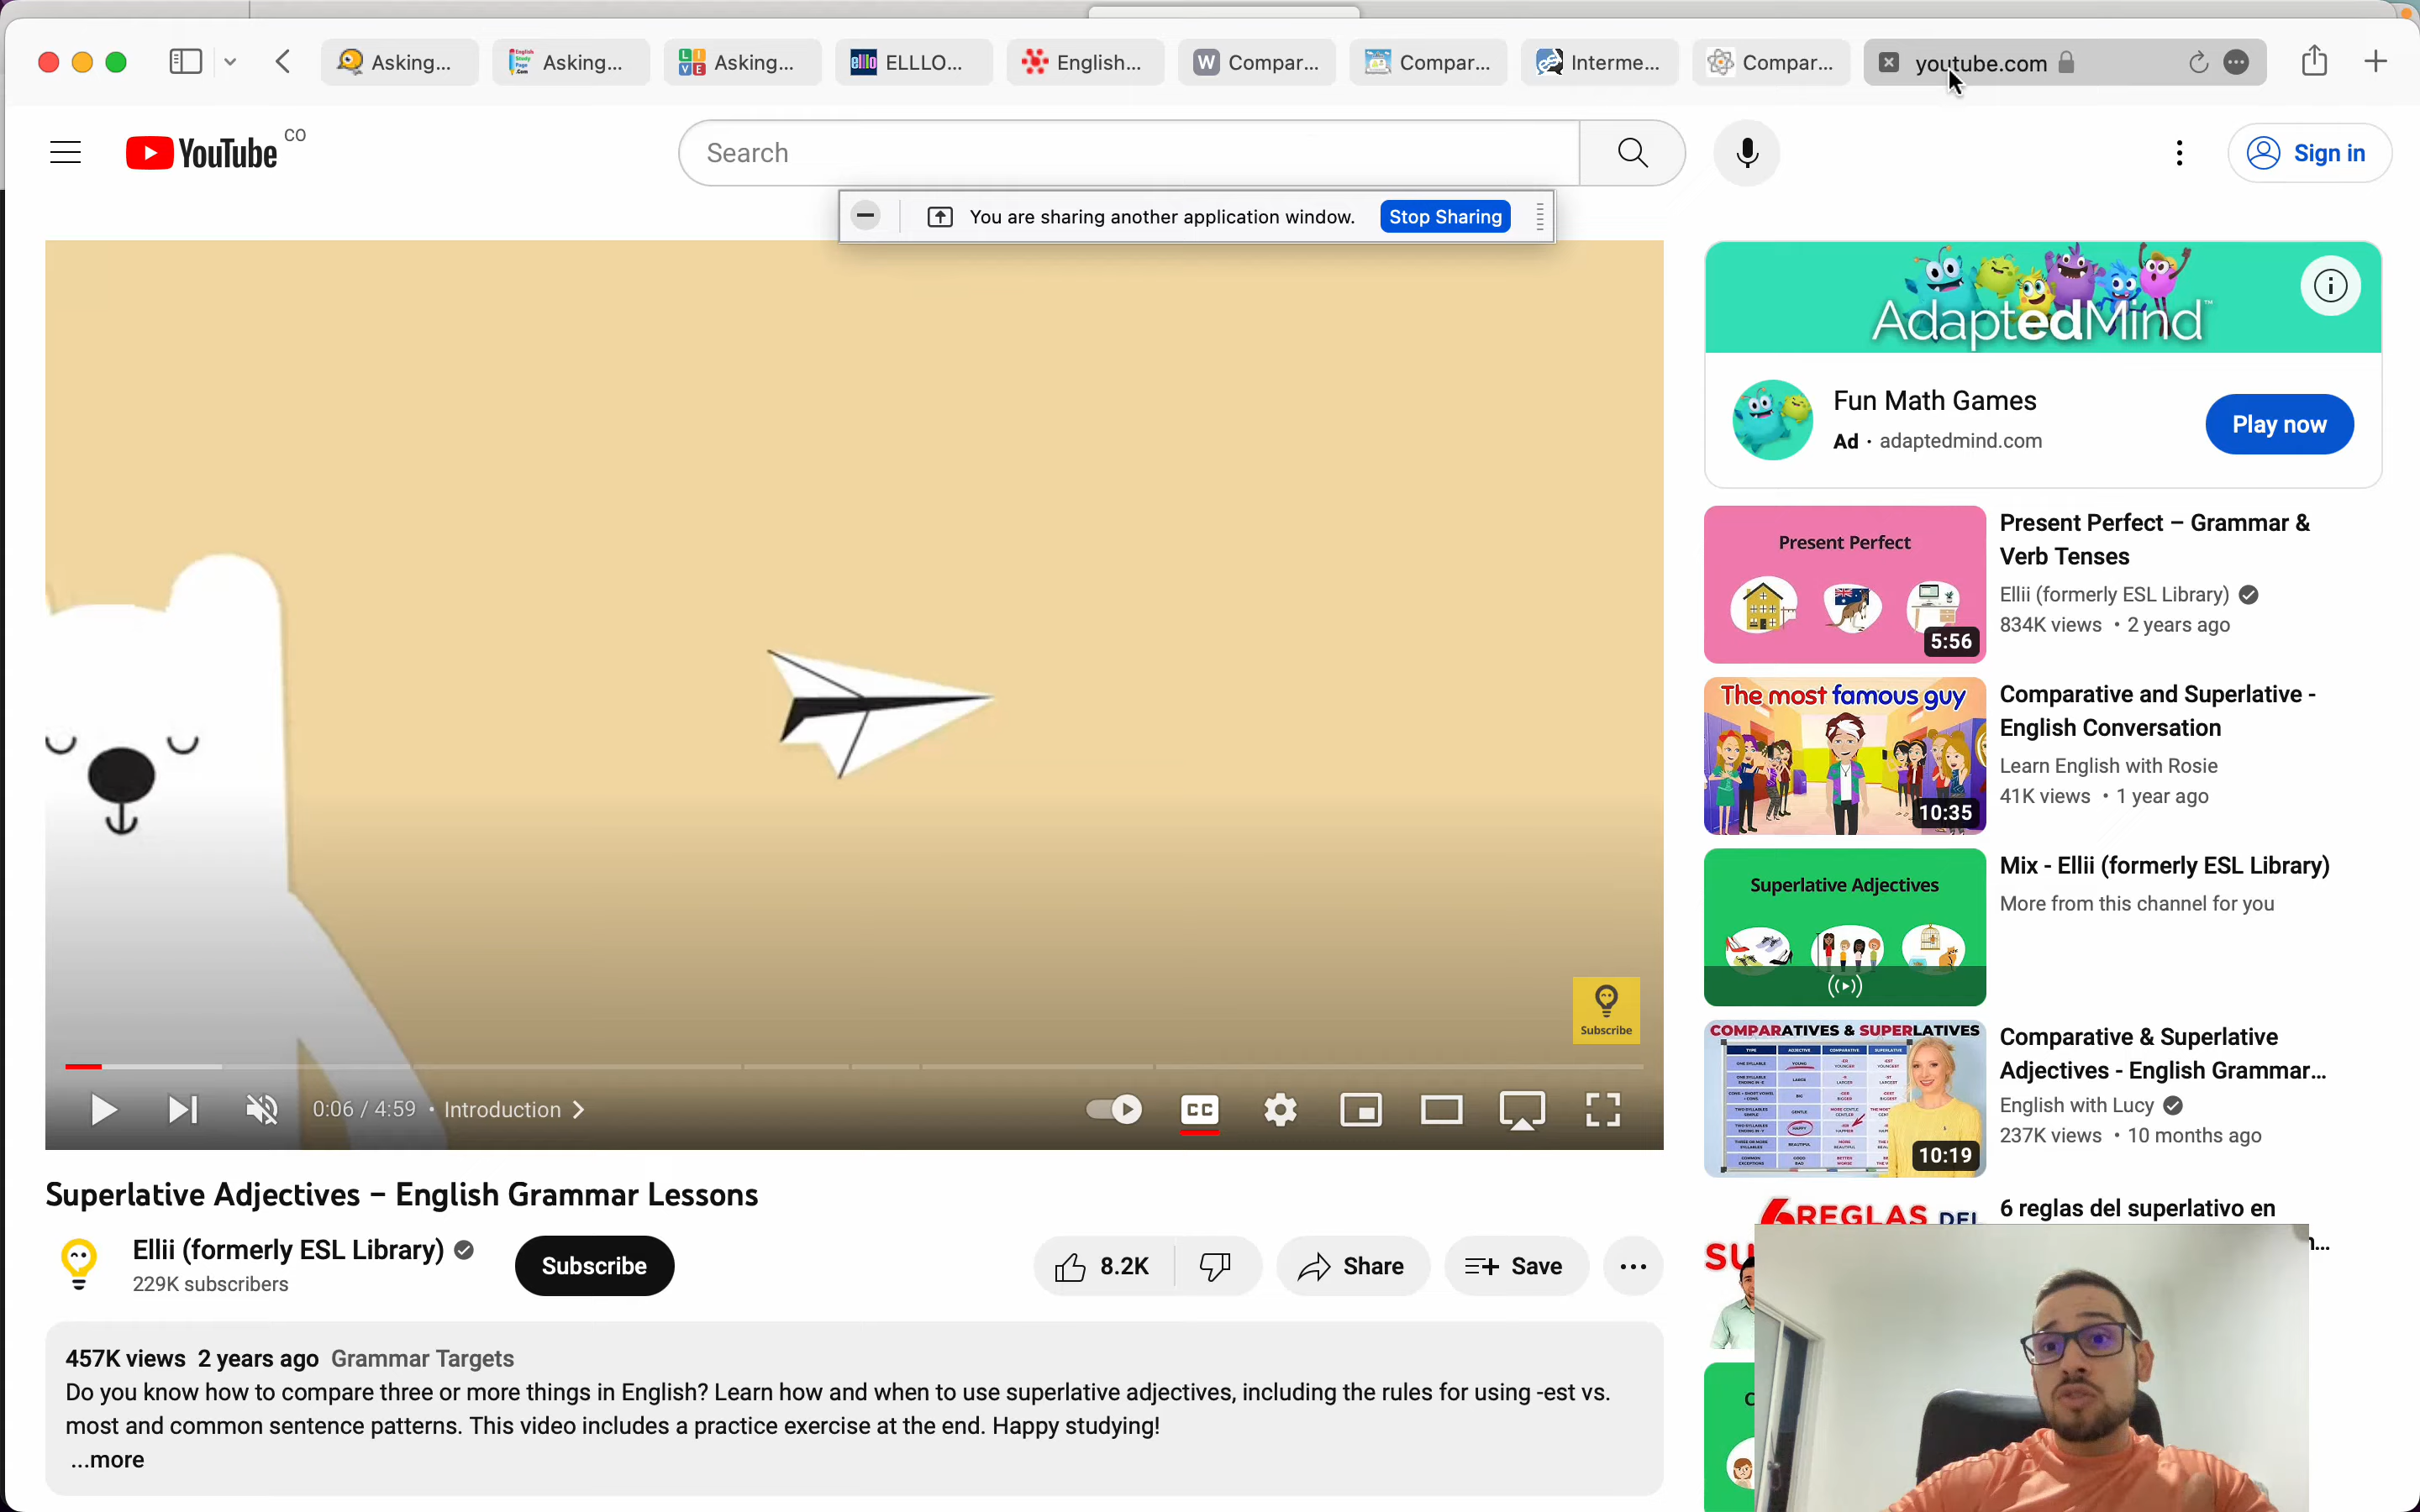 Asking...
Asking...
Asking...
ELLLO...
English...
Compar...
Compar...
Interme...
Compar...
youtube.com
YouTube CO
Search
Sign in
You are sharing another application window.
Stop Sharing
Subscribe
0:06 / 4:59 • Introduction
CC
Superlative Adjectives – English Grammar Lessons
Ellii (formerly ESL Library)
229K subscribers
Subscribe
8.2K
Share
Save
457K views 2 years ago Grammar Targets
Do you know how to compare three or more things in English? Learn how and when to use superlative adjectives, including the rules for using -est vs.
most and common sentence patterns. This video includes a practice exercise at the end. Happy studying!
...more
AdaptedMind™
Fun Math Games
Ad · adaptedmind.com
Play now
Present Perfect
5:56
Present Perfect – Grammar &
Verb Tenses
Ellii (formerly ESL Library)
834K views • 2 years ago
The most famous guy
10:35
Comparative and Superlative -
English Conversation
Learn English with Rosie
41K views • 1 year ago
Superlative Adjectives
Mix - Ellii (formerly ESL Library)
More from this channel for you
COMPARATIVES & SUPERLATIVES
10:19
Comparative & Superlative
Adjectives - English Grammar...
English with Lucy
237K views • 10 months ago
6 REGLAS DEL
SU
6 reglas del superlativo en